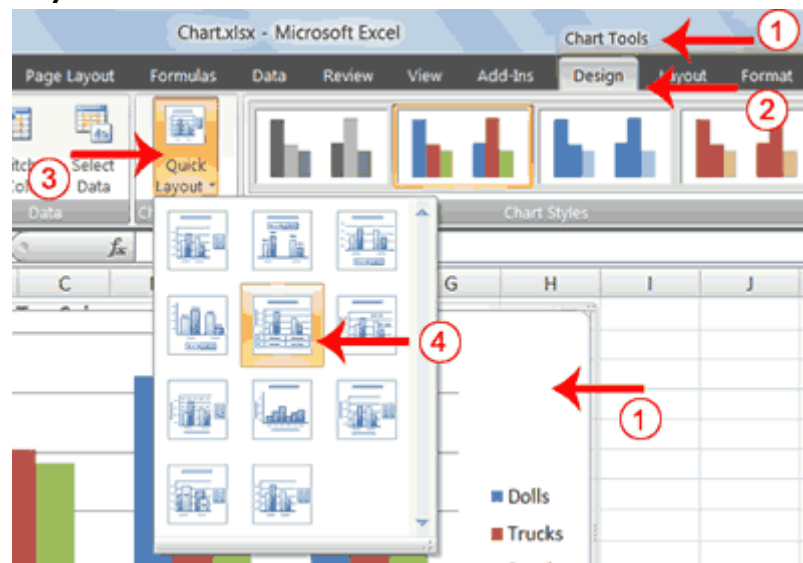 Chart.xlsx - Microsoft Excel
Chart Tools
1
Page Layout Formulas Data Review View Add-Ins Design Layout Format
2
3
Select
Data
Quick
Layout
Data
Chart Styles
fx
C
G H I J
4
1
Dolls
Trucks